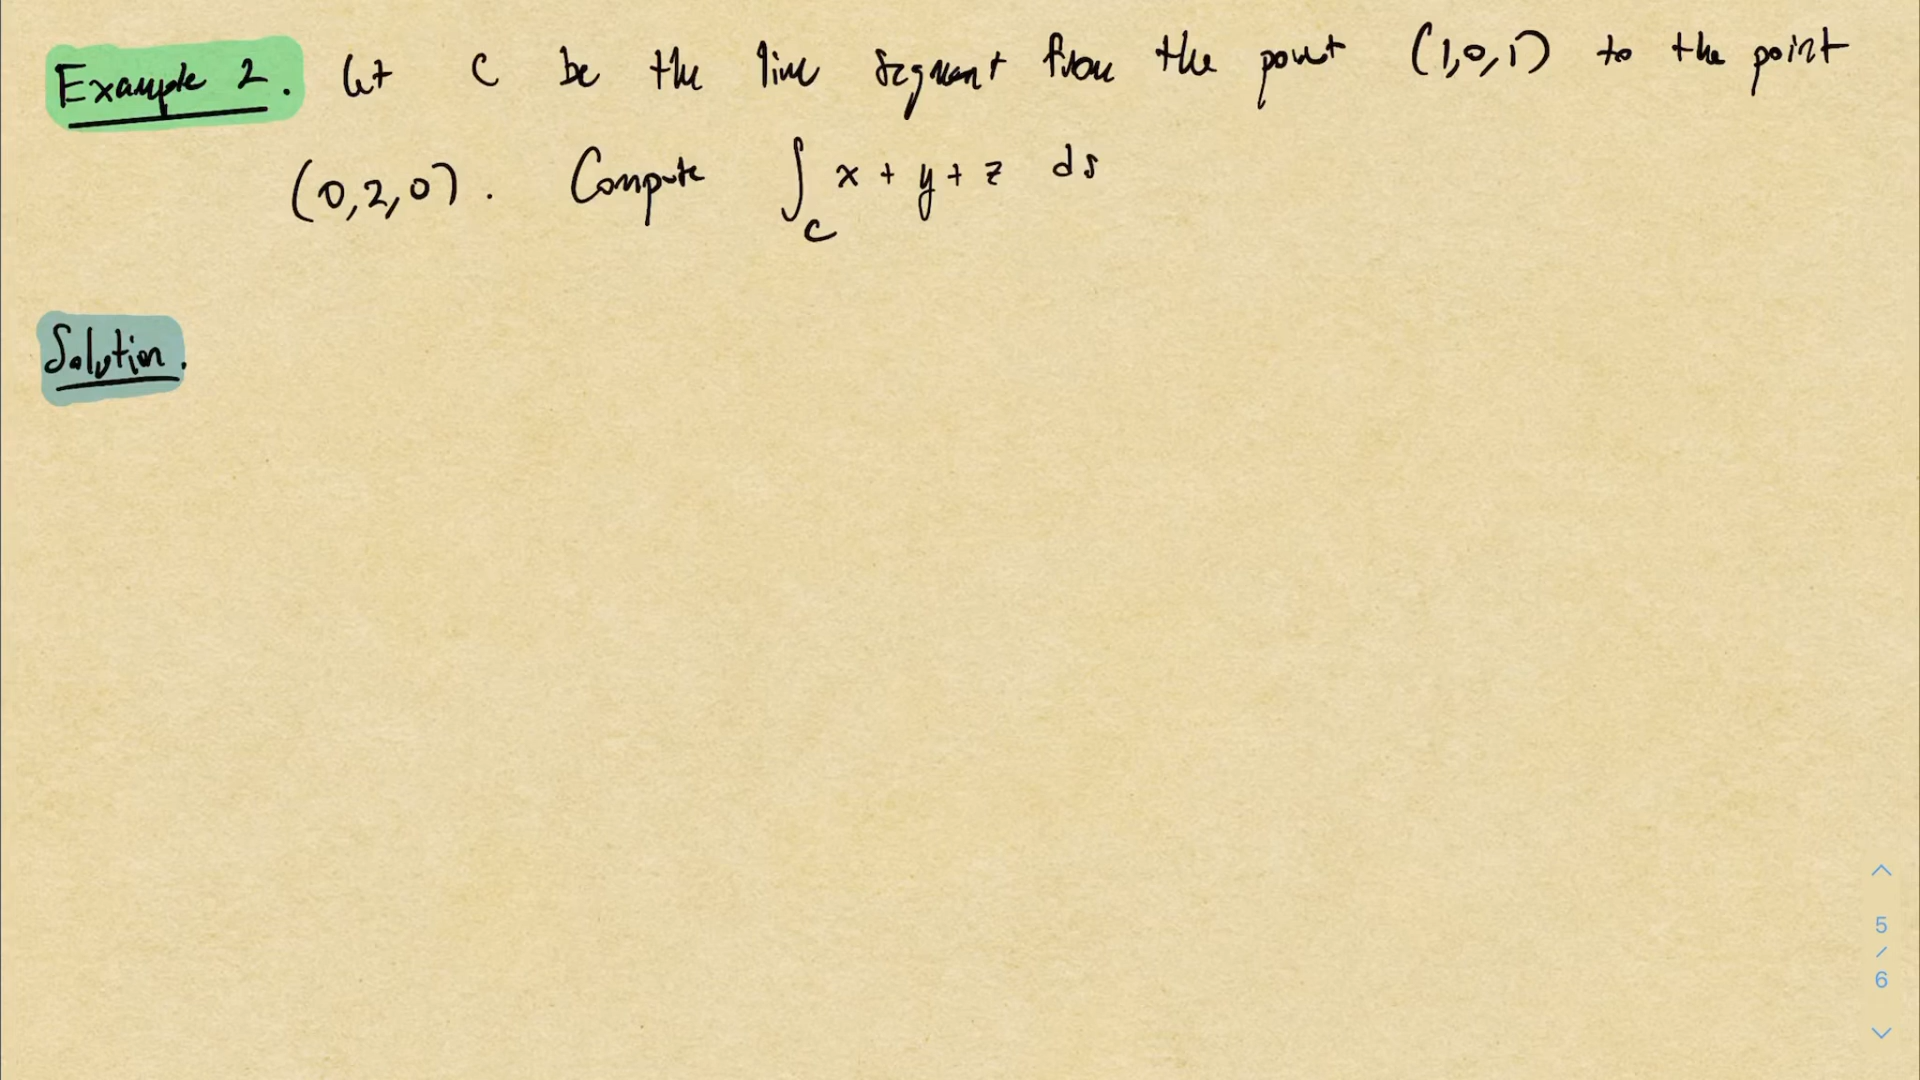 Example 2. Let C be the line segment from the point (1,0,1) to the point
(0,2,0). Compute ∫_C x + y + z ds
Solution.
5
/
6